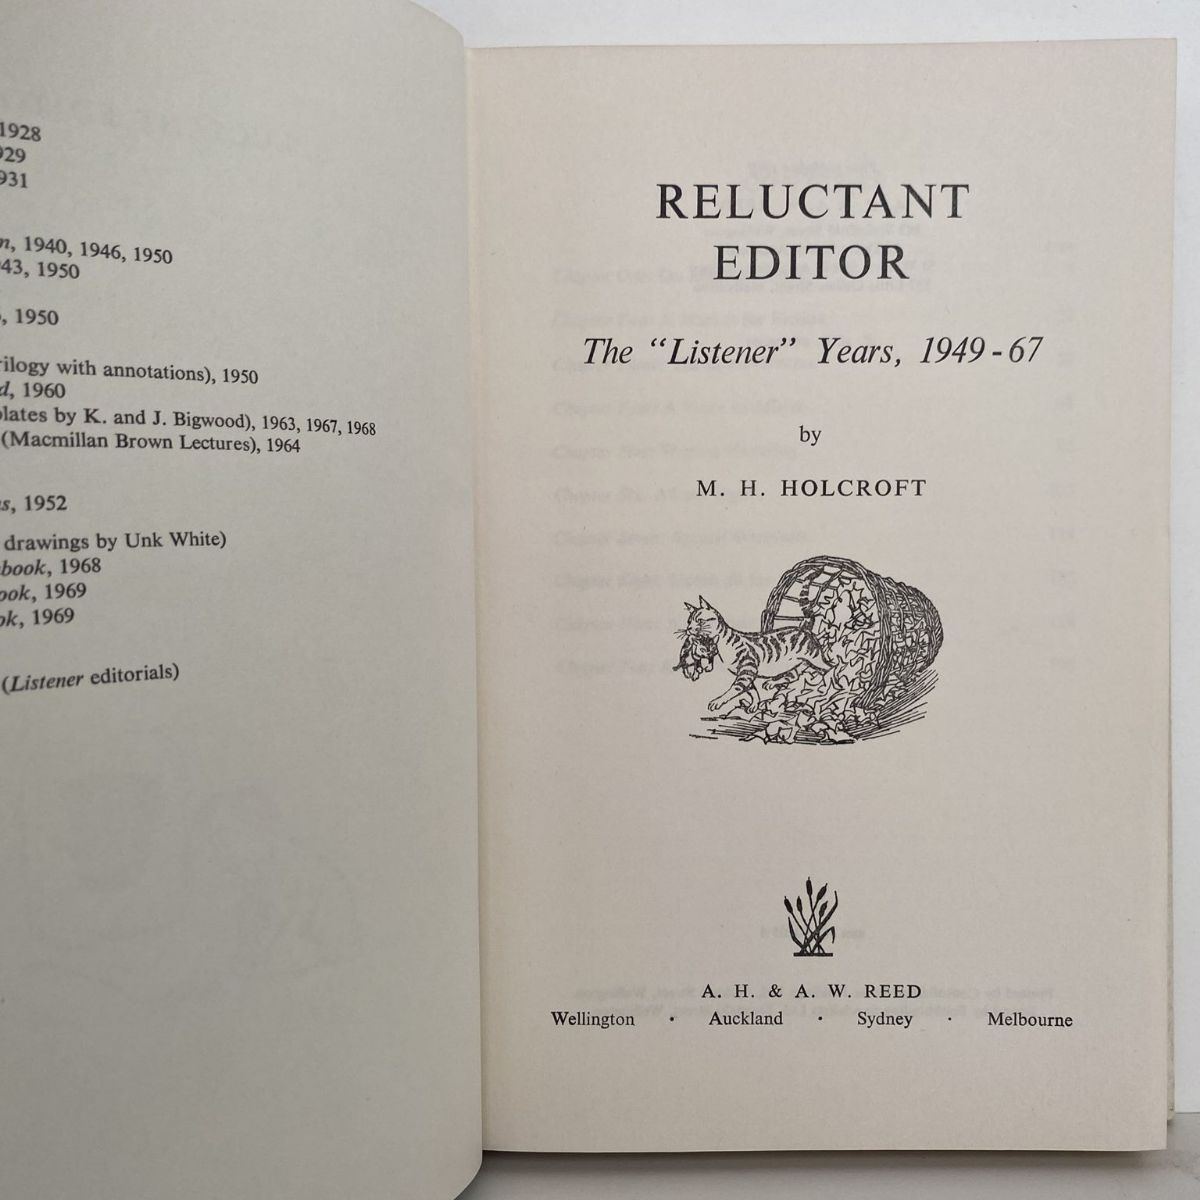 1928
929
931
n, 1940, 1946, 1950
943, 1950
, 1950
rilogy with annotations), 1950
d, 1960
plates by K. and J. Bigwood), 1963, 1967, 1968
(Macmillan Brown Lectures), 1964
s, 1952
drawings by Unk White)
book, 1968
ook, 1969
ok, 1969
(Listener editorials)
RELUCTANT
EDITOR
The “Listener” Years, 1949-67
by
M. H. HOLCROFT
A. H. & A. W. REED
Wellington · Auckland · Sydney · Melbourne